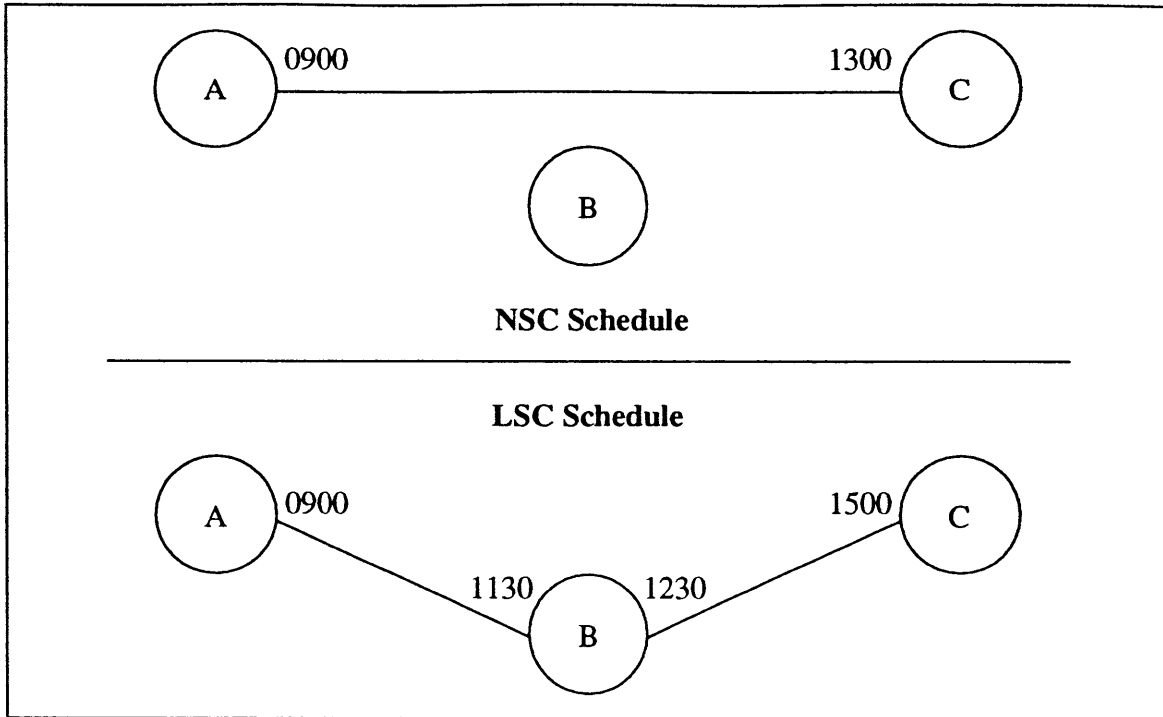 0900 1300
A C
B
NSC Schedule
LSC Schedule
0900 1500
A C
1130 1230
B